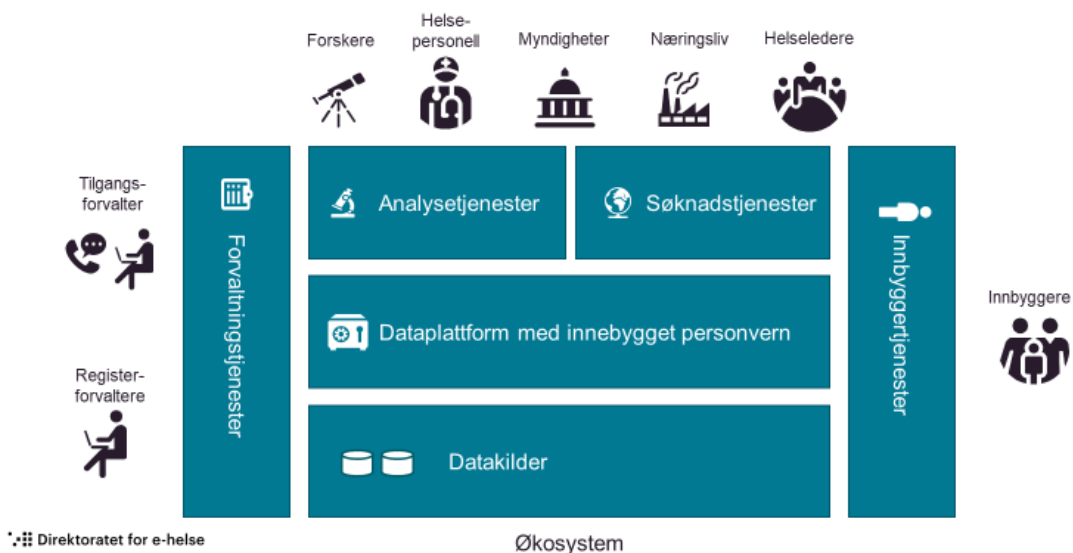 Forskere
Helse-
personell
Myndigheter
Næringsliv
Helseledere
Tilgangs-
forvalter
Register-
forvaltere
Forvaltningstjenester
Analysetjenester
Søknadstjenester
Dataplattform med innebygget personvern
Datakilder
Innbyggertjenester
Innbyggere
Direktoratet for e-helse
Økosystem